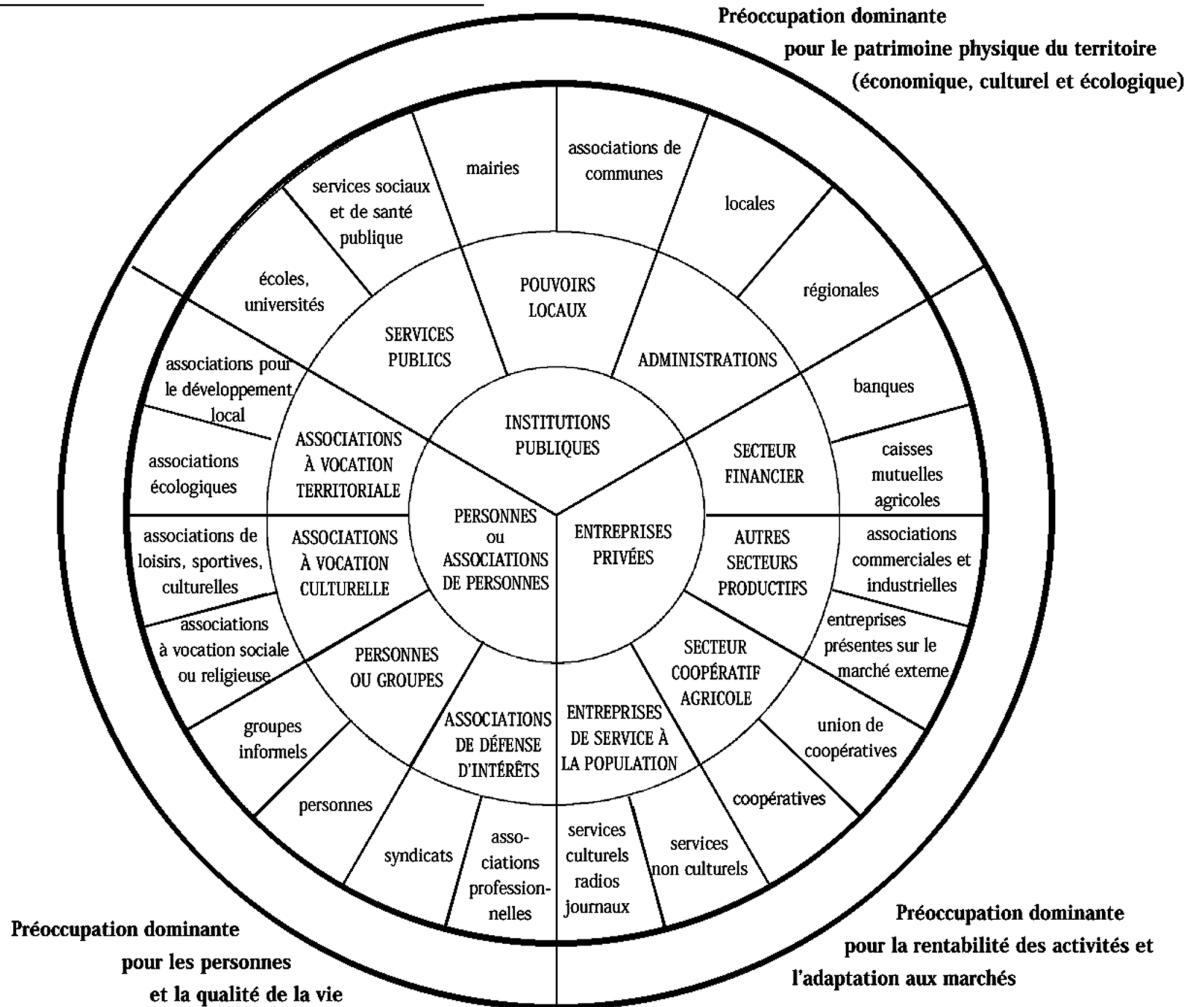 Préoccupation dominante
pour le patrimoine physique du territoire
(économique, culturel et écologique)
mairies
associations de
communes
locales
régionales
services sociaux
et de santé
publique
écoles,
universités
POUVOIRS
LOCAUX
SERVICES
PUBLICS
ADMINISTRATIONS
INSTITUTIONS
PUBLIQUES
banques
caisses
mutuelles
agricoles
SECTEUR
FINANCIER
associations pour
le développement
local
associations
écologiques
ASSOCIATIONS
À VOCATION
TERRITORIALE
PERSONNES
ou
ASSOCIATIONS
DE PERSONNES
ENTREPRISES
PRIVÉES
AUTRES
SECTEURS
PRODUCTIFS
associations
commerciales et
industrielles
entreprises
présentes sur le
marché externe
associations de
loisirs, sportives,
culturelles
ASSOCIATIONS
À VOCATION
CULTURELLE
associations
à vocation sociale
ou religieuse
PERSONNES
OU GROUPES
groupes
informels
personnes
ASSOCIATIONS
DE DÉFENSE
D'INTÉRÊTS
syndicats
asso-
ciations
profession-
nelles
ENTREPRISES
DE SERVICE À
LA POPULATION
services
culturels
radios
journaux
services
non culturels
SECTEUR
COOPÉRATIF
AGRICOLE
union de
coopératives
coopératives
Préoccupation dominante
pour les personnes
et la qualité de la vie
Préoccupation dominante
pour la rentabilité des activités et
l'adaptation aux marchés